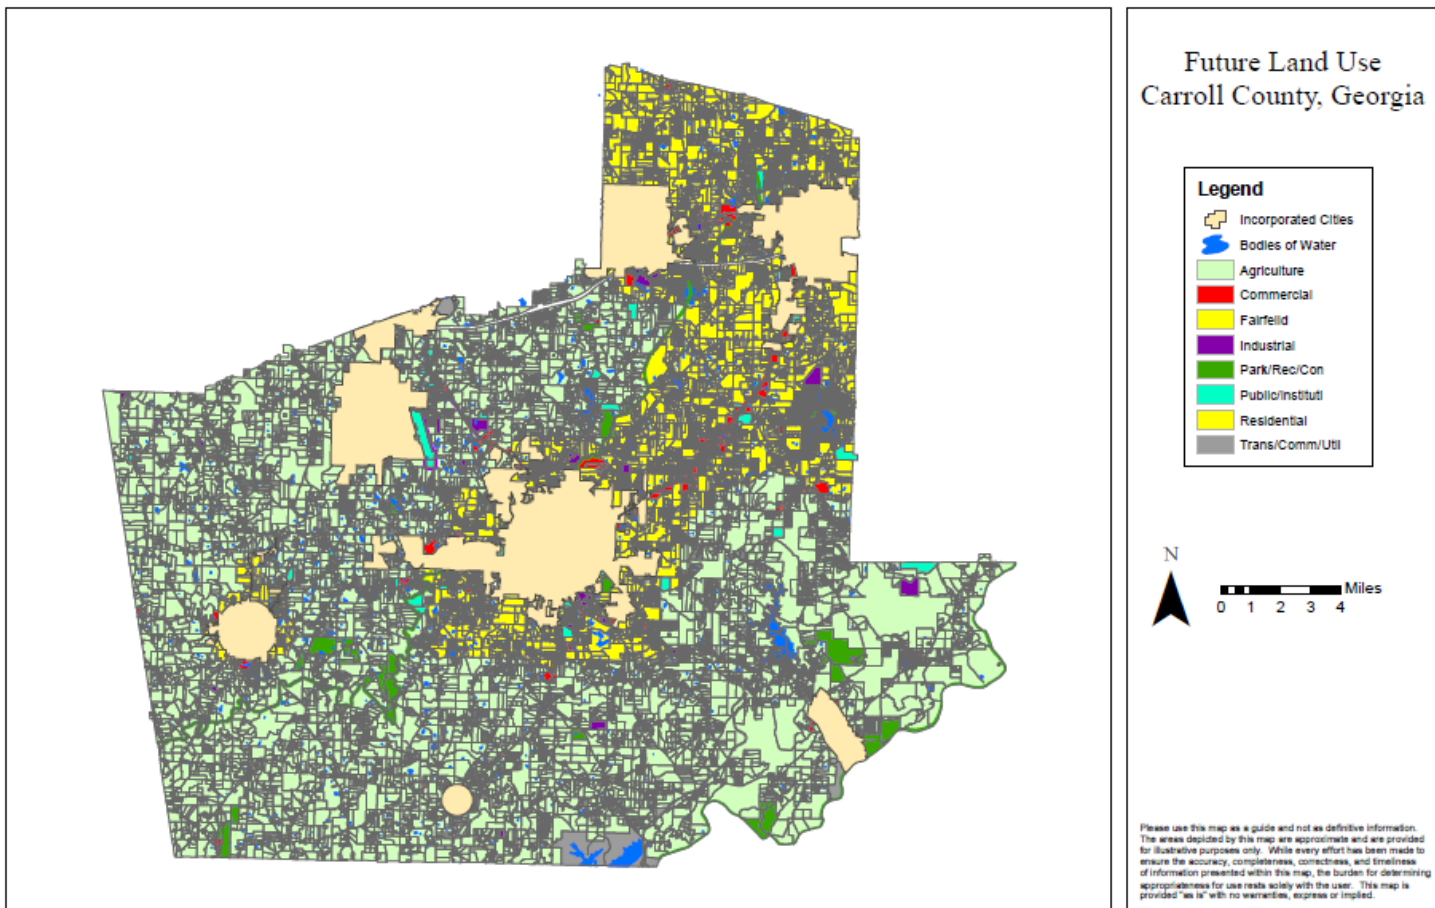 Future Land Use
Carroll County, Georgia
Legend
Incorporated Cities
Bodies of Water
Agriculture
Commercial
Fairfeild
Industrial
Park/Rec/Con
Public/Instituti
Residential
Trans/Comm/Util
N
Miles
0 0.5 1 2 3 4
Please use this map as a guide and not as definitive information.
The areas depicted by this map are approximate and are provided
for illustrative purposes only. While every effort has been made to
ensure the accuracy, completeness, correctness, and timeliness
of information presented within this map, the burden for determining
appropriateness for use rests solely with the user. This map is
provided "as is" with no warranties, express or implied.